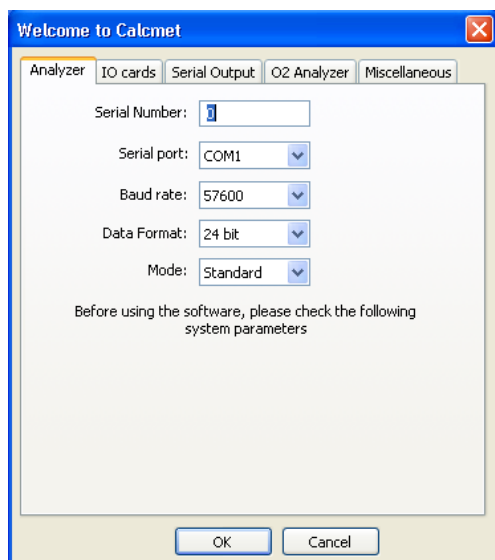 Welcome to Calcmet
Analyzer IO cards Serial Output O2 Analyzer Miscellaneous
Serial Number: 0
Serial port: COM1
Baud rate: 57600
Data Format: 24 bit
Mode: Standard
Before using the software, please check the following
system parameters
OK Cancel